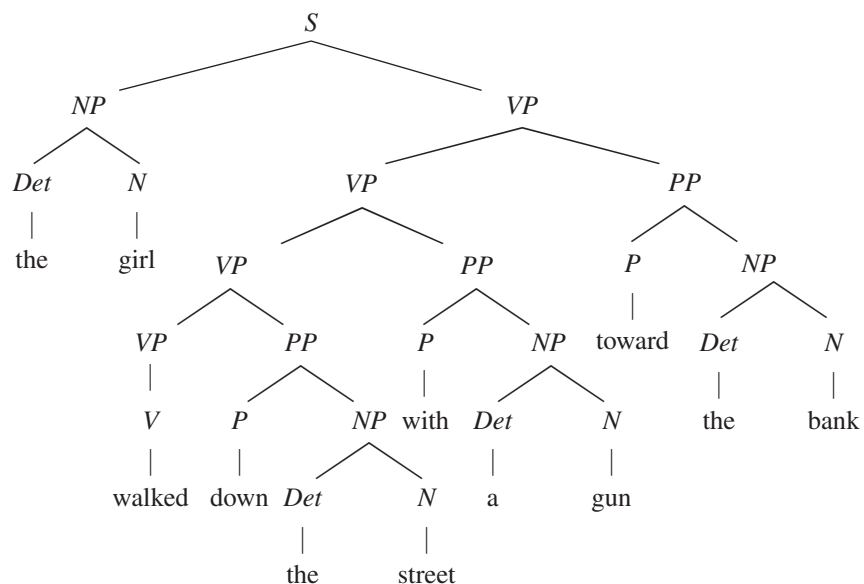 S
NP VP
Det N VP PP
the girl VP PP P NP
VP PP P NP toward Det N
V P NP with Det N the bank
walked down Det N a gun
the street